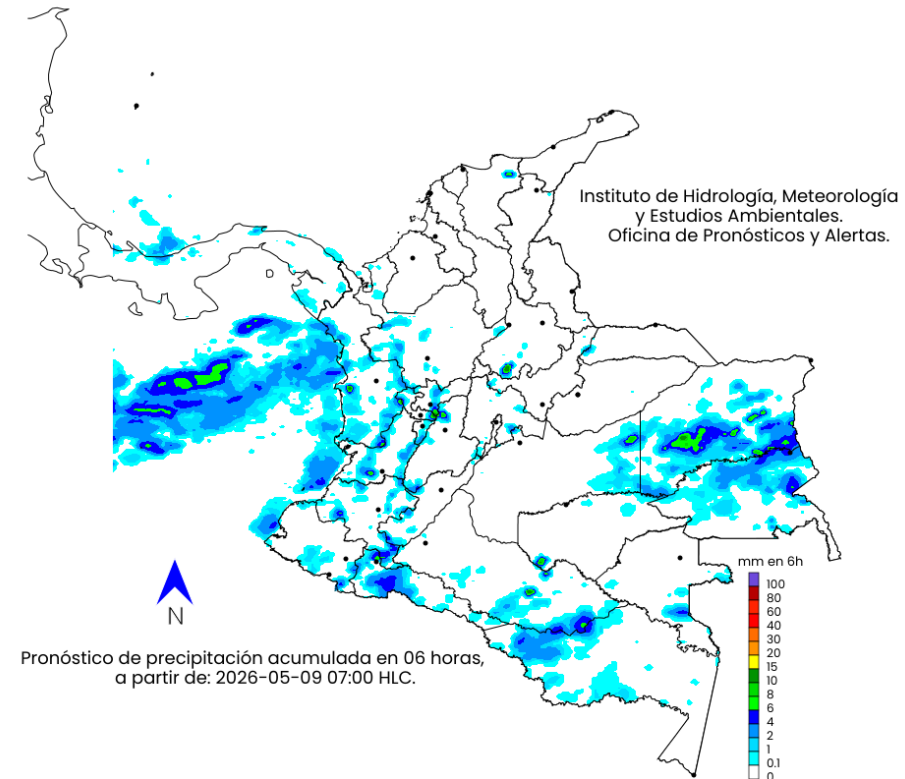 Instituto de Hidrología, Meteorología
y Estudios Ambientales.
Oficina de Pronósticos y Alertas.
mm en 6h
100
80
60
40
30
20
15
10
8
6
4
2
1
0.1
0
N
Pronóstico de precipitación acumulada en 06 horas,
a partir de: 2026-05-09 07:00 HLC.